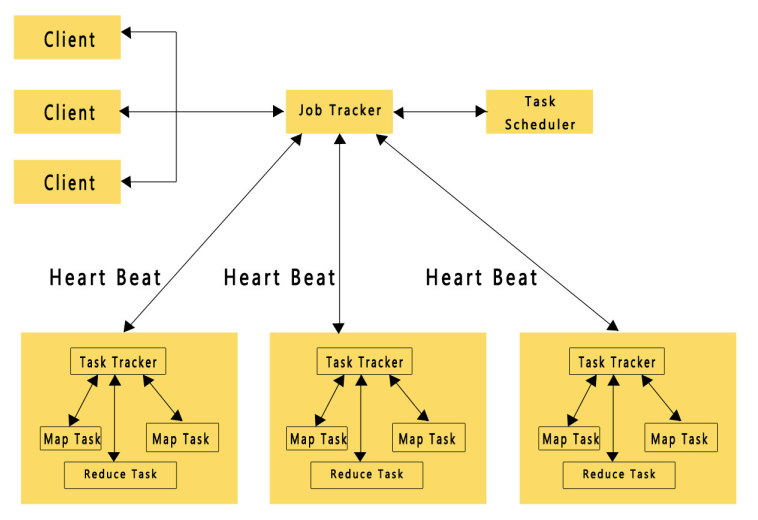 Client
Client
Client
Job Tracker
Task
Scheduler
Heart Beat
Heart Beat
Heart Beat
Task Tracker
Map Task
Map Task
Reduce Task
Task Tracker
Map Task
Map Task
Reduce Task
Task Tracker
Map Task
Map Task
Reduce Task